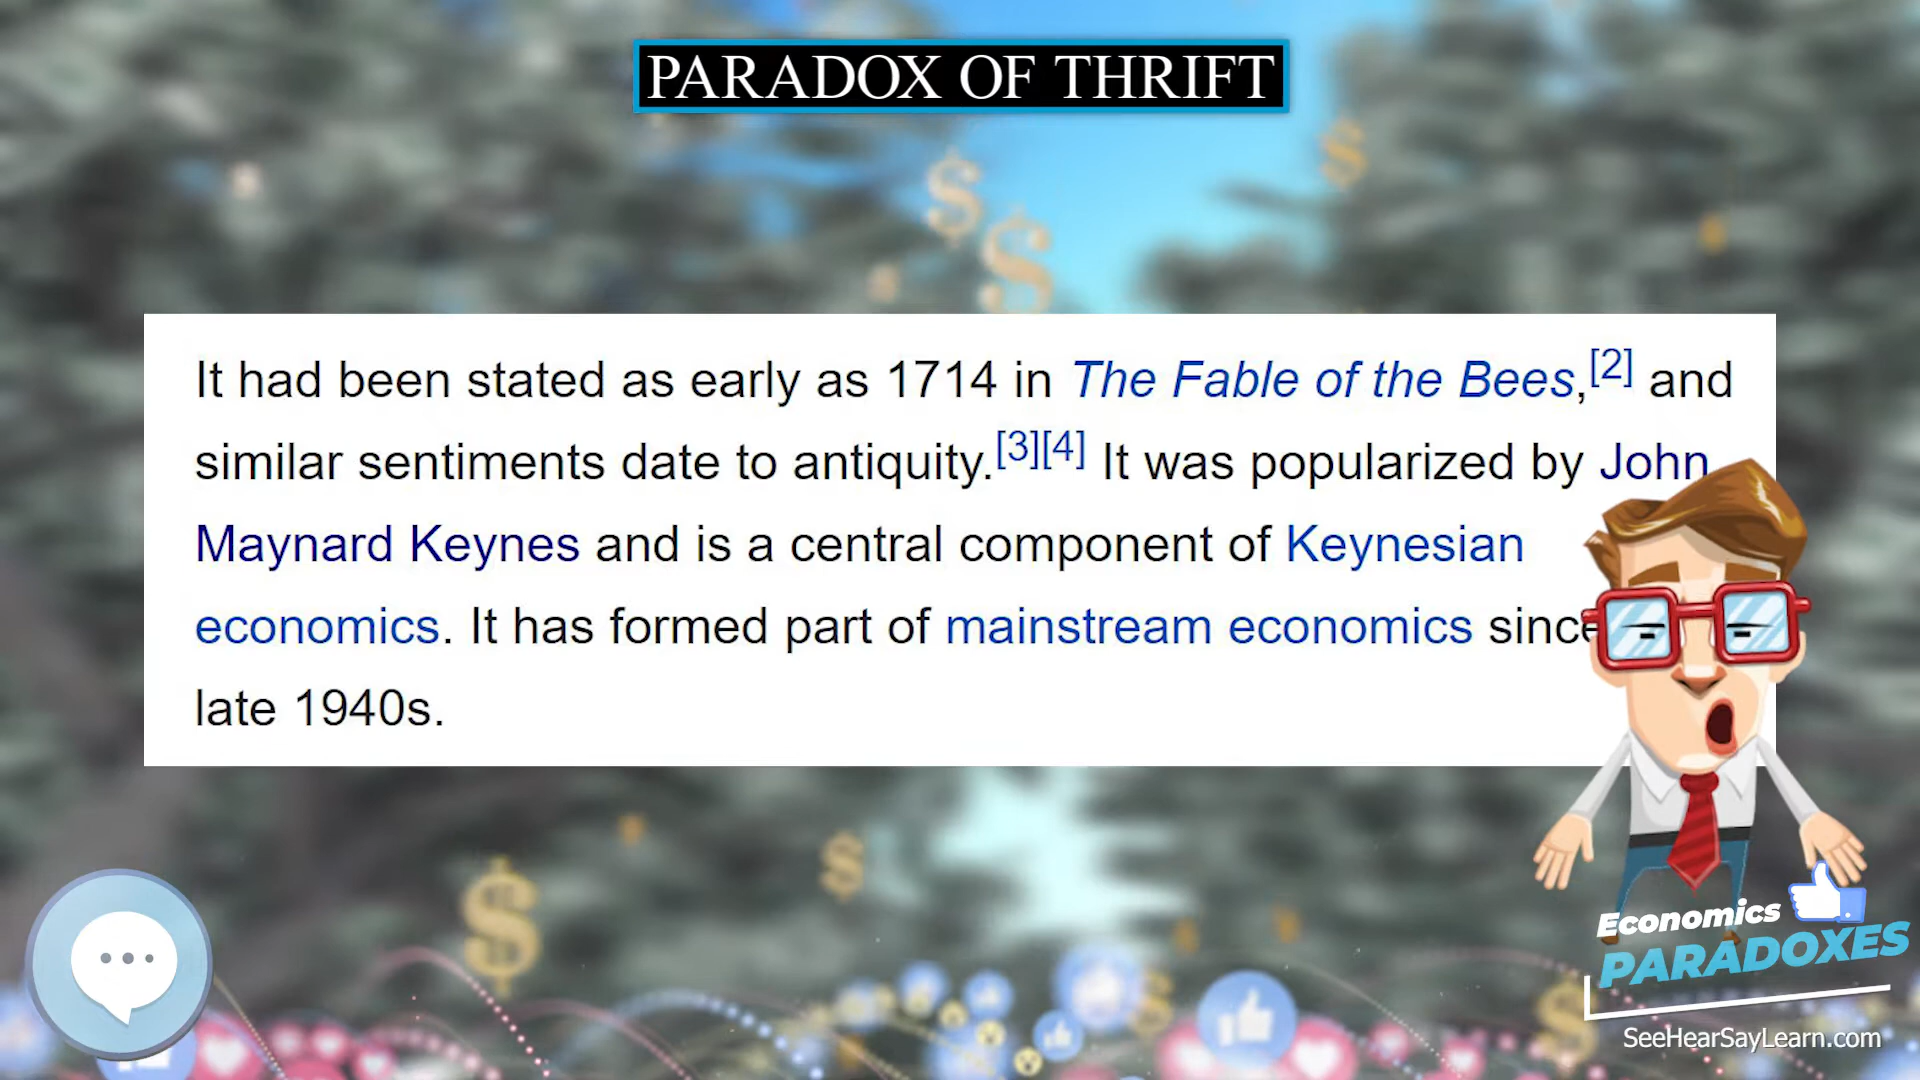 PARADOX OF THRIFT
It had been stated as early as 1714 in The Fable of the Bees,[2] and
similar sentiments date to antiquity.[3][4] It was popularized by John
Maynard Keynes and is a central component of Keynesian
economics. It has formed part of mainstream economics since
late 1940s.
Economics
PARADOXES
SeeHearSayLearn.com